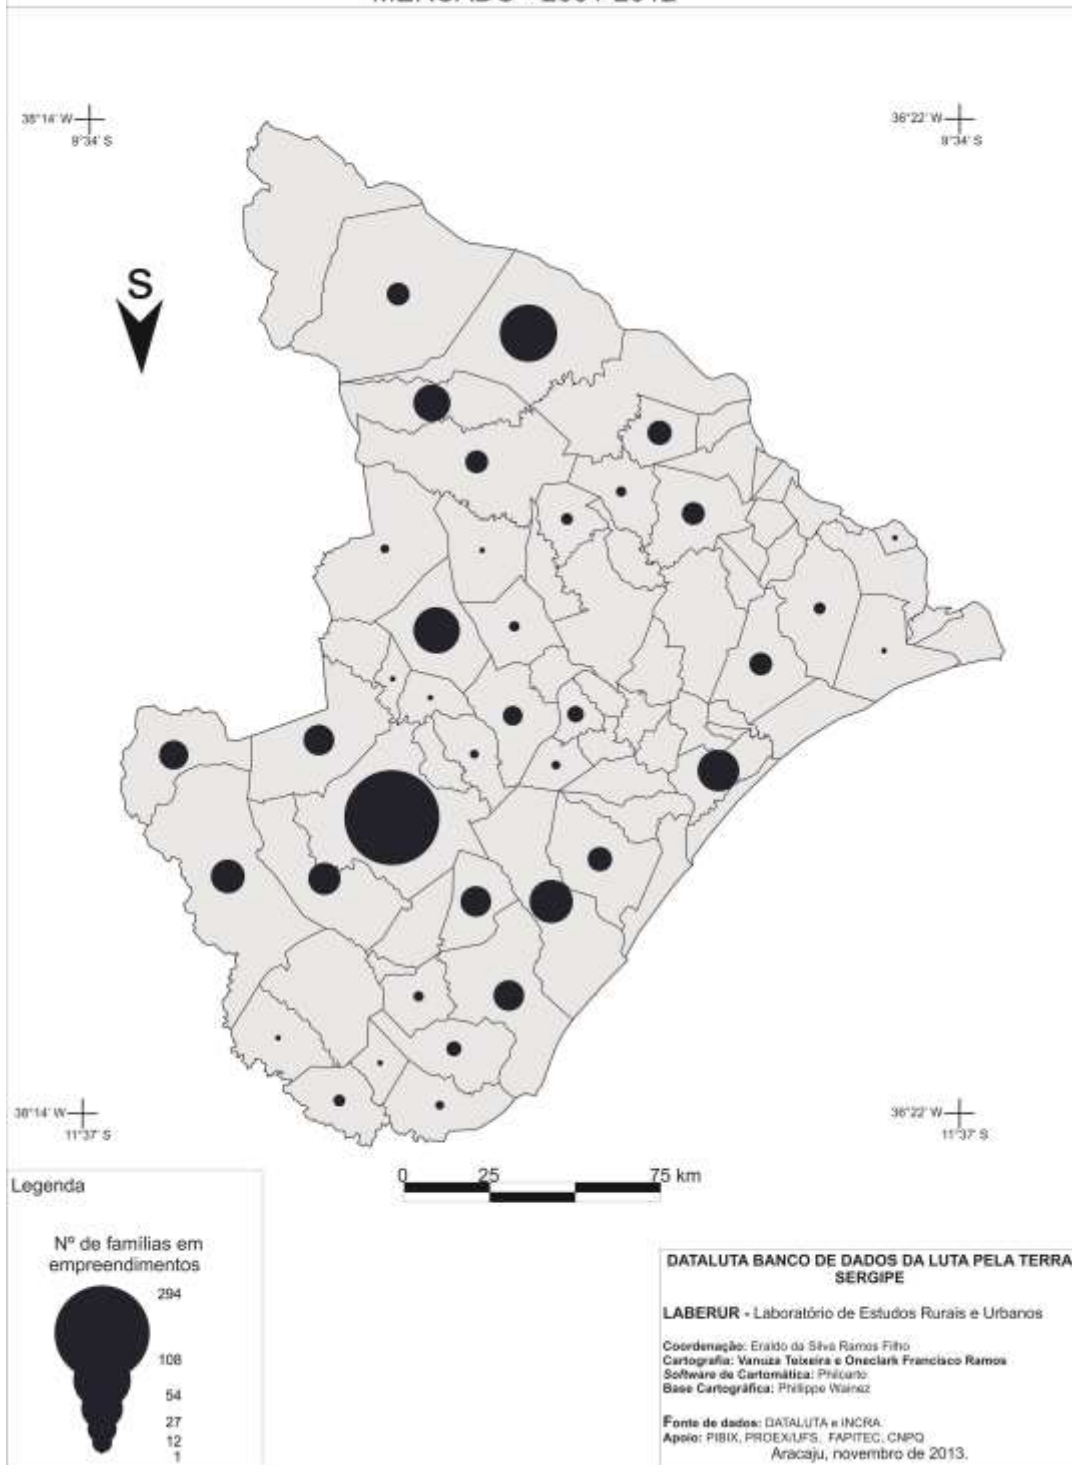 38°14' W
9°34' S
36°22' W
9°34' S
S
38°14' W
11°37' S
36°22' W
11°37' S
0 25 75 km
Legenda
Nº de famílias em
empreendimentos
294
108
54
27
12
1
DATALUTA BANCO DE DADOS DA LUTA PELA TERRA
SERGIPE
LABERUR - Laboratório de Estudos Rurais e Urbanos
Coordenação: Eraldo da Silva Ramos Filho
Cartografia: Vanuza Teixeira e Oneclark Francisco Ramos
Software de Cartomática: Philcarto
Base Cartográfica: Philippe Wainez
Fonte de dados: DATALUTA e INCRA.
Apoio: PIBIX, PROEX/UFS, FAPITEC, CNPQ
Aracaju, novembro de 2013.